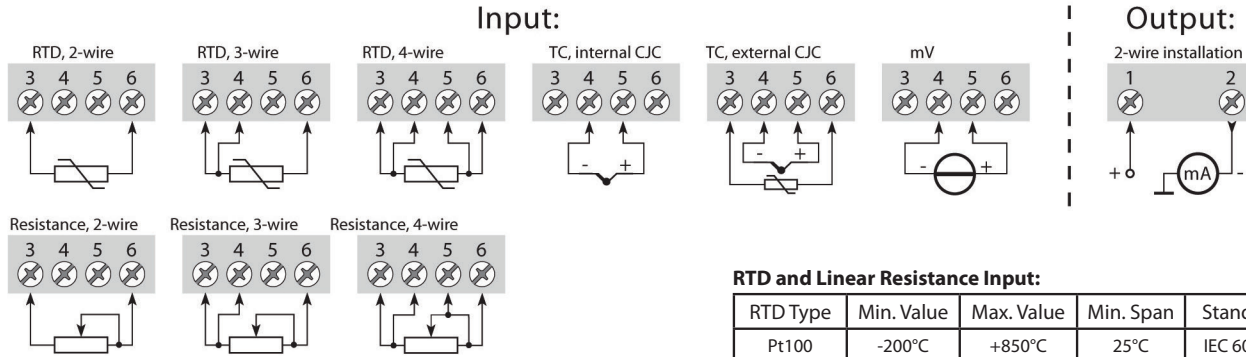 Input:
Output:
RTD, 2-wire
RTD, 3-wire
RTD, 4-wire
TC, internal CJC
TC, external CJC
mV
2-wire installation
3 4 5 6
3 4 5 6
3 4 5 6
3 4 5 6
3 4 5 6
3 4 5 6
1 2
- +
- +
- +
+ mA -
Resistance, 2-wire
Resistance, 3-wire
Resistance, 4-wire
3 4 5 6
3 4 5 6
3 4 5 6
RTD and Linear Resistance Input:
RTD Type Min. Value Max. Value Min. Span
Pt100 -200°C +850°C 25°C IEC